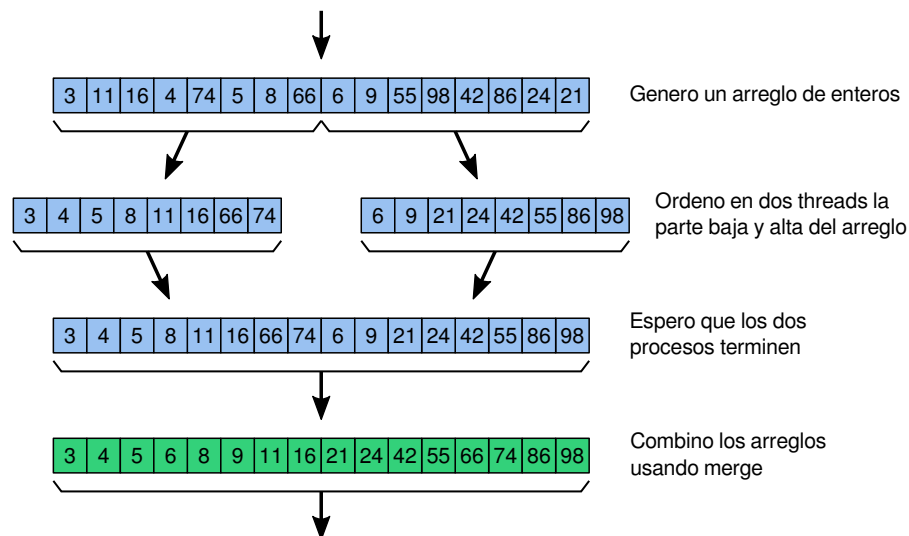 3 11 16 4 74 5 8 66 6 9 55 98 42 86 24 21
Genero un arreglo de enteros
3 4 5 8 11 16 66 74
6 9 21 24 42 55 86 98
Ordeno en dos threads la
parte baja y alta del arreglo
3 4 5 8 11 16 66 74 6 9 21 24 42 55 86 98
Espero que los dos
procesos terminen
3 4 5 6 8 9 11 16 21 24 42 55 66 74 86 98
Combino los arreglos
usando merge